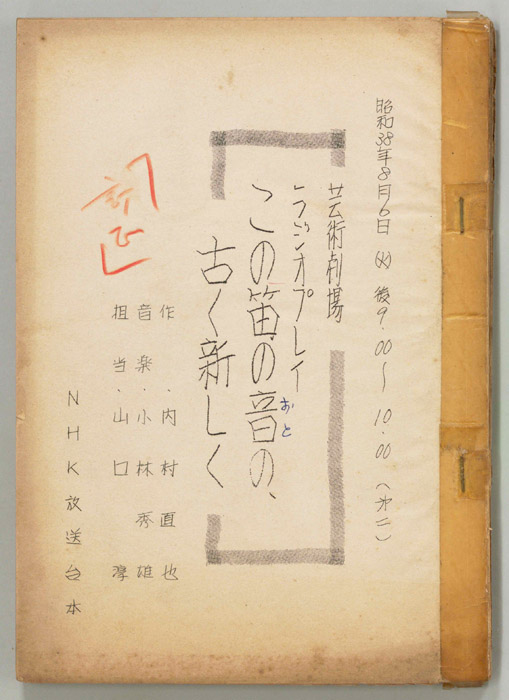 昭和38年8月6日(火)後9.00〜10.00(第二)
芸術劇場
ラジオプレイ
この笛の音の、
おと
古く新しく
作・内村直也
音楽・小林秀雄
担当・山口淳
NHK放送台本
「訂正」